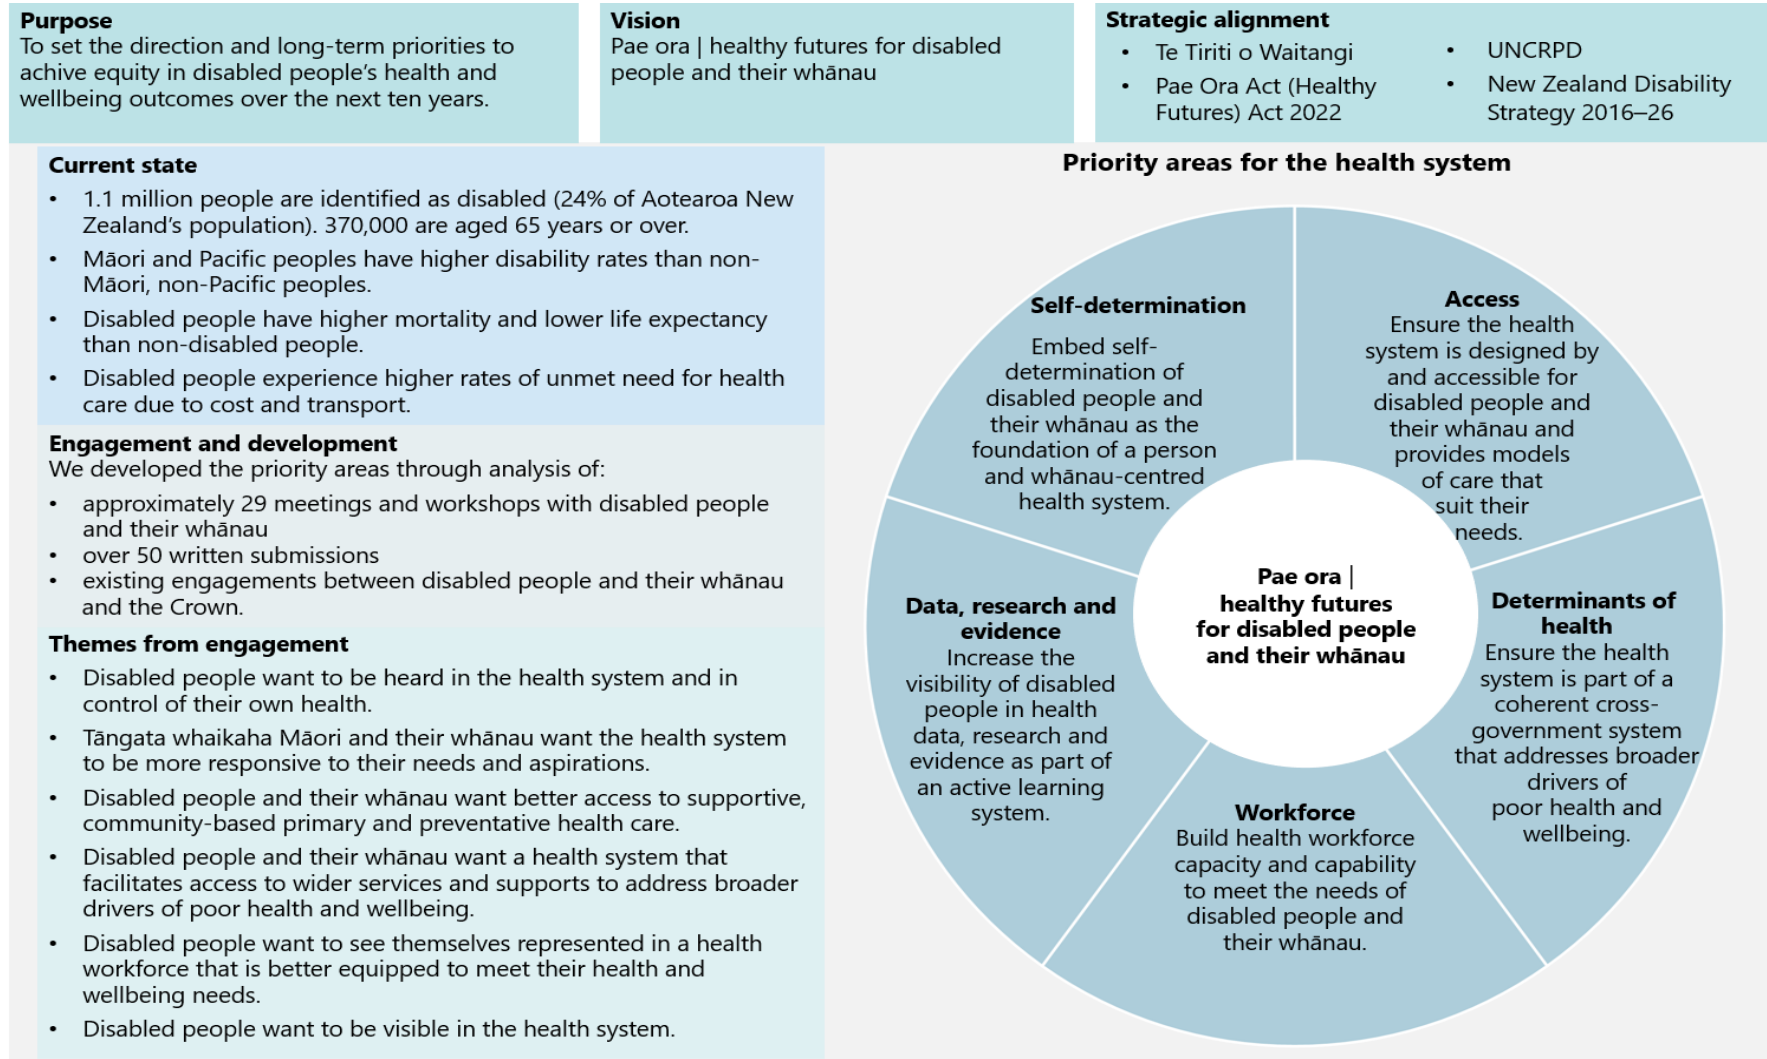 Purpose
To set the direction and long-term priorities to
achive equity in disabled people's health and
wellbeing outcomes over the next ten years.
Vision
Pae ora | healthy futures for disabled
people and their whānau
Strategic alignment
• Te Tiriti o Waitangi
• Pae Ora Act (Healthy
Futures) Act 2022
• UNCRPD
• New Zealand Disability
Strategy 2016–26
Current state
• 1.1 million people are identified as disabled (24% of Aotearoa New
Zealand's population). 370,000 are aged 65 years or over.
• Māori and Pacific peoples have higher disability rates than non-
Māori, non-Pacific peoples.
• Disabled people have higher mortality and lower life expectancy
than non-disabled people.
• Disabled people experience higher rates of unmet need for health
care due to cost and transport.
Engagement and development
We developed the priority areas through analysis of:
• approximately 29 meetings and workshops with disabled people
and their whānau
• over 50 written submissions
• existing engagements between disabled people and their whānau
and the Crown.
Themes from engagement
• Disabled people want to be heard in the health system and in
control of their own health.
• Tāngata whaikaha Māori and their whānau want the health system
to be more responsive to their needs and aspirations.
• Disabled people and their whānau want better access to supportive,
community-based primary and preventative health care.
• Disabled people and their whānau want a health system that
facilitates access to wider services and supports to address broader
drivers of poor health and wellbeing.
• Disabled people want to see themselves represented in a health
workforce that is better equipped to meet their health and
wellbeing needs.
• Disabled people want to be visible in the health system.
Priority areas for the health system
Self-determination
Embed self-
determination of
disabled people and
their whānau as the
foundation of a person
and whānau-centred
health system.
Access
Ensure the health
system is designed by
and accessible for
disabled people and
their whānau and
provides models
of care that
suit their
needs.
Determinants of
health
Ensure the health
system is part of a
coherent cross-
government system
that addresses broader
drivers of
poor health and
wellbeing.
Workforce
Build health workforce
capacity and capability
to meet the needs of
disabled people and
their whānau.
Data, research and
evidence
Increase the
visibility of disabled
people in health
data, research and
evidence as part of
an active learning
system.
Pae ora |
healthy futures
for disabled people
and their whānau